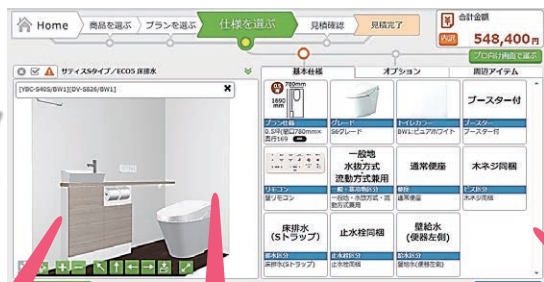 Home
商品を選ぶ
プランを選ぶ
仕様を選ぶ
見積確認
見積完了
合計金額
内訳
548,400円
プロ向け画面で選ぶ
サティスSタイプ/ECO5 床排水
基本仕様
オプション
周辺アイテム
[YBC-S40S/BW1][DV-S826/BW1]
780mm
1690
mm
プラン仕様
0.5坪(間口780mm×
奥行169
グレード
S6グレード
トイレカラー
BW1:ピュアホワイト
ブースター付
ブースター
ブースター付
リモコン
壁リモコン
一般地
水抜方式
流動方式兼用
一般・寒冷地区分
一般地・水抜方式・流
動方式兼用
通常便座
便座
通常便座
木ネジ同梱
ビス区分
木ネジ同梱
床排水
(Sトラップ)
排水区分
床排水(Sトラップ)
止水栓同梱
止水栓区分
止水栓同梱
壁給水
(便器左側)
給水区分
壁給水(便器左側)